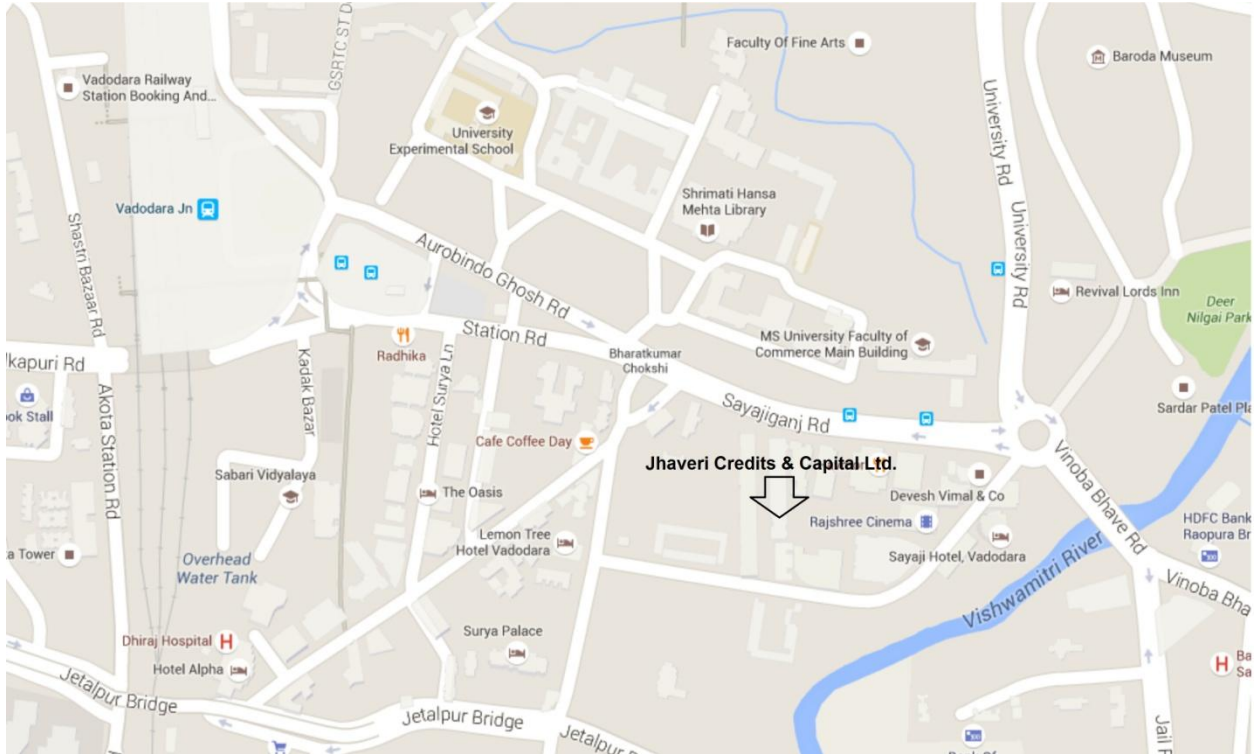 GSRTC ST D
Faculty Of Fine Arts
Baroda Museum
Vadodara Railway
Station Booking And...
University
Experimental School
University Rd
University Rd
Shrimati Hansa
Mehta Library
Vadodara Jn
Shastri Bazaar Rd
Aurobindo Ghosh Rd
Revival Lords Inn
Deer
Nilgai Park
Station Rd
MS University Faculty of
Commerce Main Building
Radhika
Bharatkumar
Chokshi
lkapuri Rd
Kadak Bazar
Hotel Surya Ln
ok Stall
Akota Station Rd
Sayajiganj Rd
Sardar Patel Pla
Cafe Coffee Day
Jhaveri Credits & Capital Ltd.
Vinoba Bhave Rd
Sabari Vidyalaya
The Oasis
Devesh Vimal & Co
Rajshree Cinema
HDFC Bank
Raopura Br
Lemon Tree
Hotel Vadodara
Sayaji Hotel, Vadodara
ta Tower
Overhead
Water Tank
Vishwamitri River
Vinoba Bha
Surya Palace
Dhiraj Hospital
H
Hotel Alpha
H
Ba
Sa
Jetalpur Bridge
Jetalpur Bridge
Jetalpur
Jail